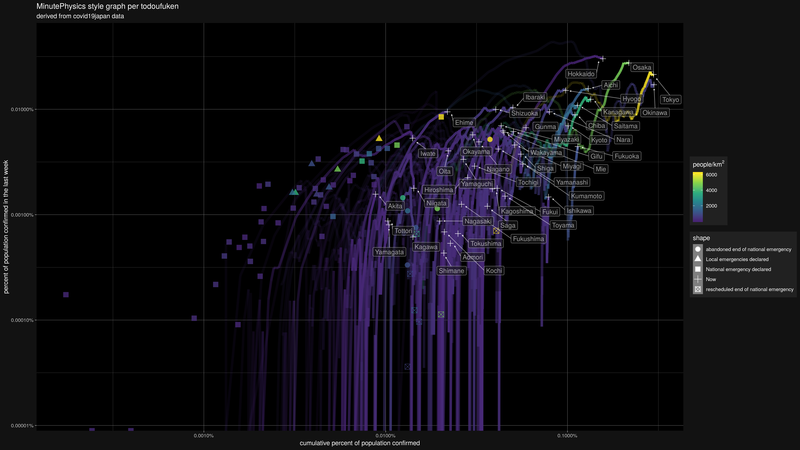 MinutePhysics style graph per todoufuken
derived from covid19japan data
percent of population confirmed in the last week
0.01000%
0.00100%
0.00010%
0.00001%
Hokkaido
Osaka
Aichi
Tokyo
Ibaraki
Hyogo
Okinawa
Shizuoka
Kanagawa
Ehime
Gunma
Chiba
Saitama
Miyazaki
Kyoto
Nara
Iwate
Okayama
Wakayama
Gifu
Fukuoka
Oita
Nagano
Shiga
Miyagi
Mie
Hiroshima
Yamaguchi
Tochigi
Yamanashi
Kumamoto
Akita
Niigata
Kagoshima
Fukui
Ishikawa
Tottori
Nagasaki
Saga
Toyama
Yamagata
Kagawa
Tokushima
Fukushima
Aomori
Shimane
Kochi
0.0010%
0.0100%
0.1000%
cumulative percent of population confirmed
people/km²
6000
4000
2000
shape
abandoned end of national emergency
Local emergencies declared
National emergency declared
Now
rescheduled end of national emergency